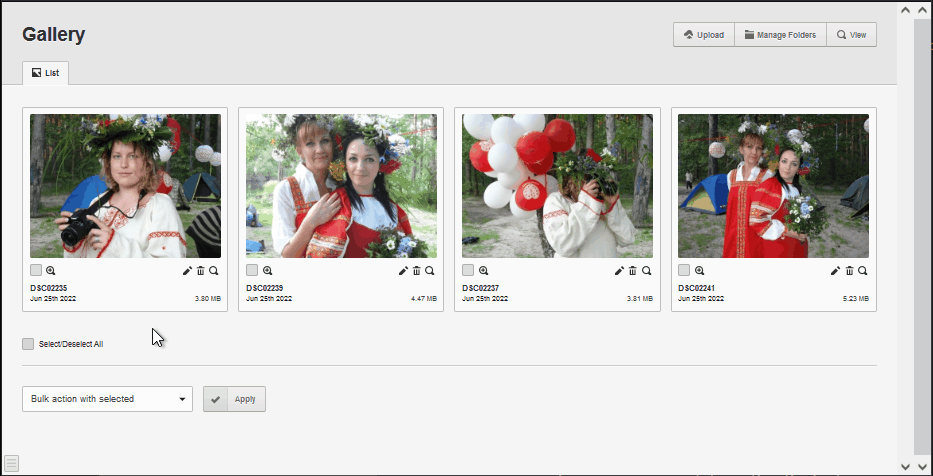 Gallery
Upload
Manage Folders
View
List
DSC02235
Jun 25th 2022
3.80 MB
DSC02239
Jun 25th 2022
4.47 MB
DSC02237
Jun 25th 2022
3.81 MB
DSC02241
Jun 25th 2022
5.23 MB
Select/Deselect All
Bulk action with selected
Apply